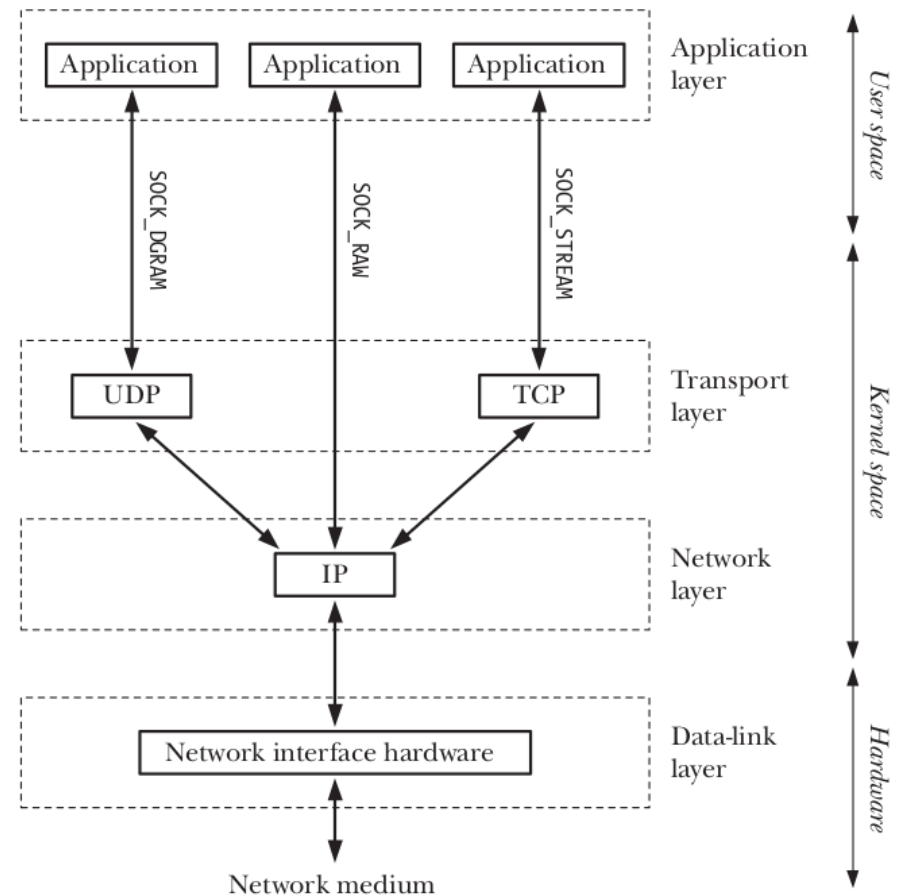 Application
Application
Application
Application
layer
User space
SOCK_DGRAM
SOCK_RAW
SOCK_STREAM
UDP
TCP
Transport
layer
Kernel space
IP
Network
layer
Network interface hardware
Data-link
layer
Hardware
Network medium